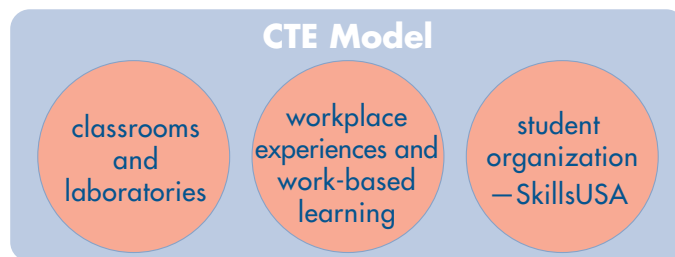 CTE Model
classrooms
and
laboratories
workplace
experiences and
work-based
learning
student
organization
—SkillsUSA